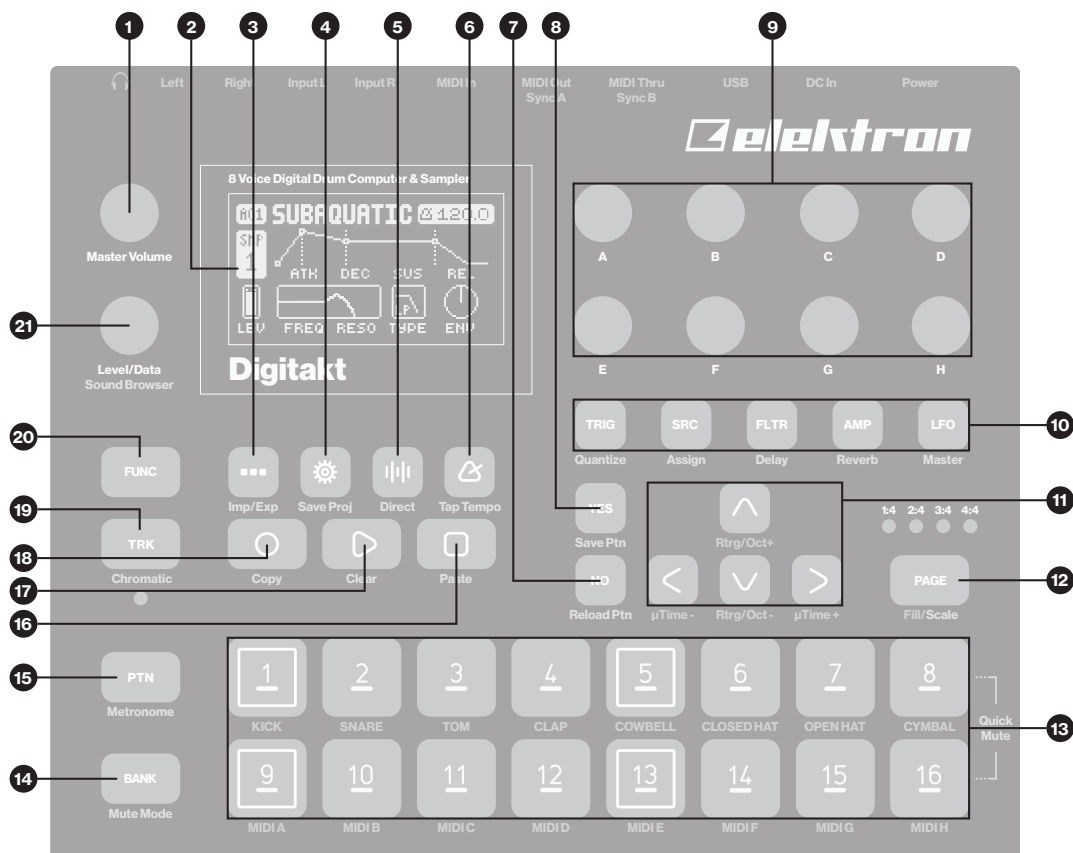 1 2 3 4 5 6 7 8 9
Left Right Input L Input R MIDI In MIDI Out MIDI Thru USB DC In Power
Sync A Sync B
elektron
8 Voice Digital Drum Computer & Sampler
A01 SUBAQUATIC 120.0
SMP
1
ATK DEC SUS REL
LP
LEV FREQ RESO TYPE ENV
Digitakt
Master Volume
21
Level/Data
Sound Browser
A B C D
E F G H
20
FUNC
TRIG SRC FLTR AMP LFO
10
Quantize Assign Delay Reverb Master
Imp/Exp Save Proj Direct Tap Tempo
YES
Save Ptn
Rtrg/Oct+
11
1:4 2:4 3:4 4:4
19
TRK
Chromatic
18
Copy Clear Paste
17
16
NO
Reload Ptn µTime - Rtrg/Oct - µTime +
PAGE
12
Fill/Scale
15
PTN
Metronome
1 2 3 4 5 6 7 8
KICK SNARE TOM CLAP COWBELL CLOSED HAT OPEN HAT CYMBAL
Quick
Mute
13
14
BANK
Mute Mode
9 10 11 12 13 14 15 16
MIDI A MIDI B MIDI C MIDI D MIDI E MIDI F MIDI G MIDI H